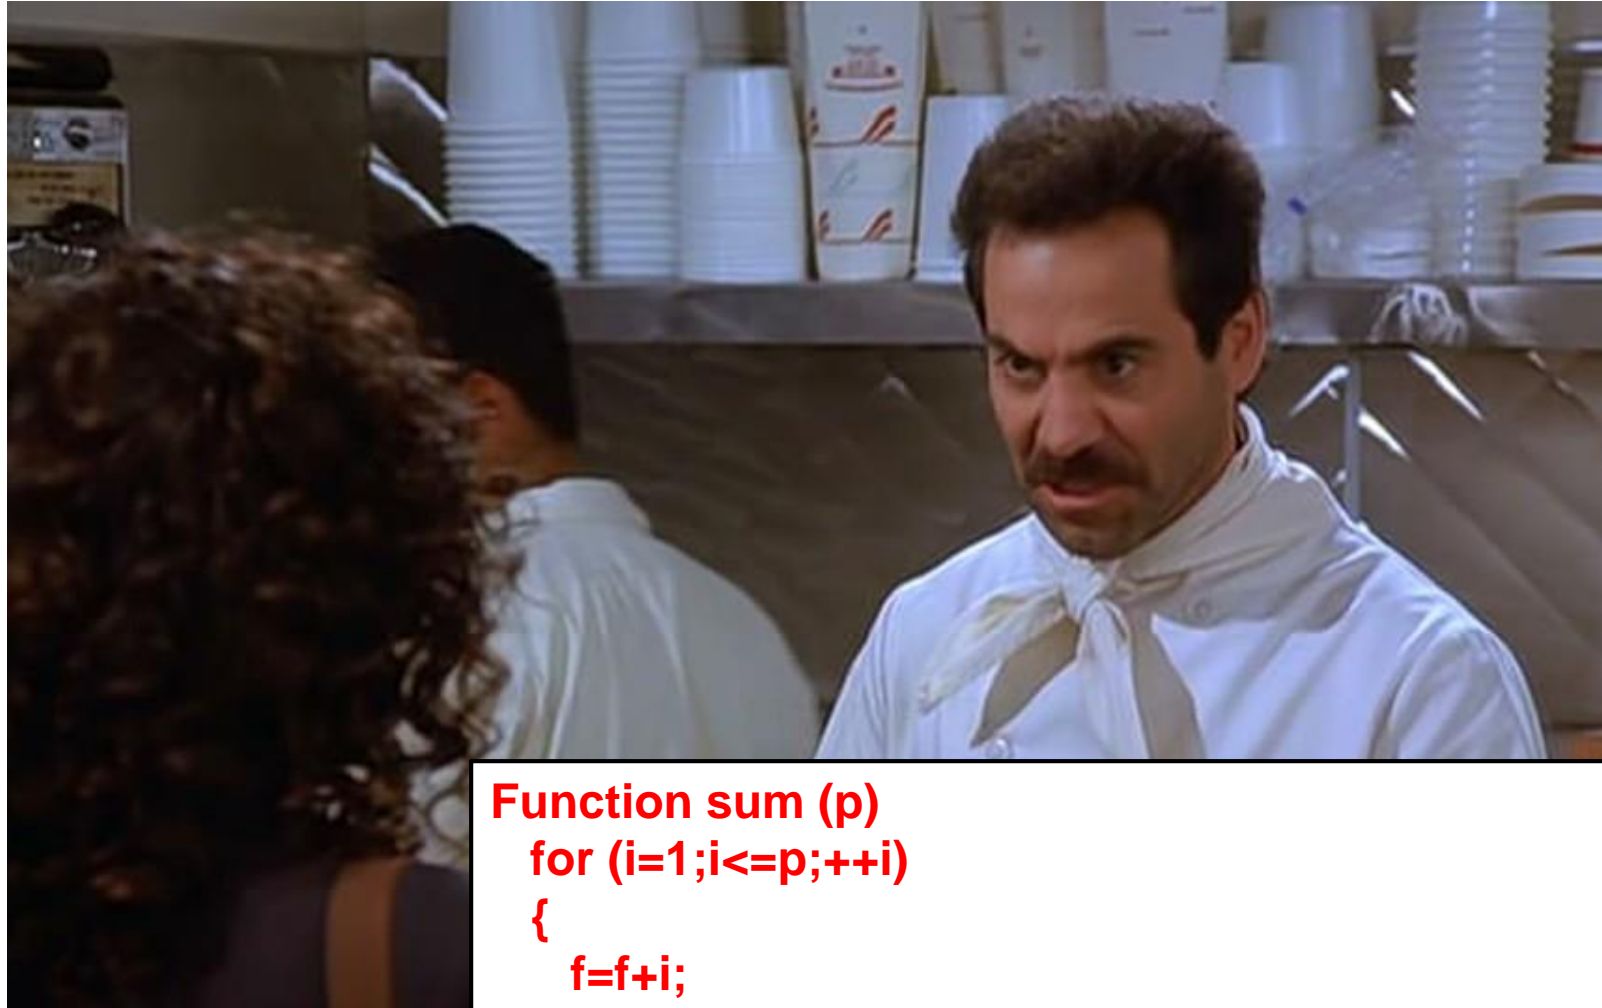 Function sum (p)
for (i=1;i<=p;++i)
{
f=f+i;